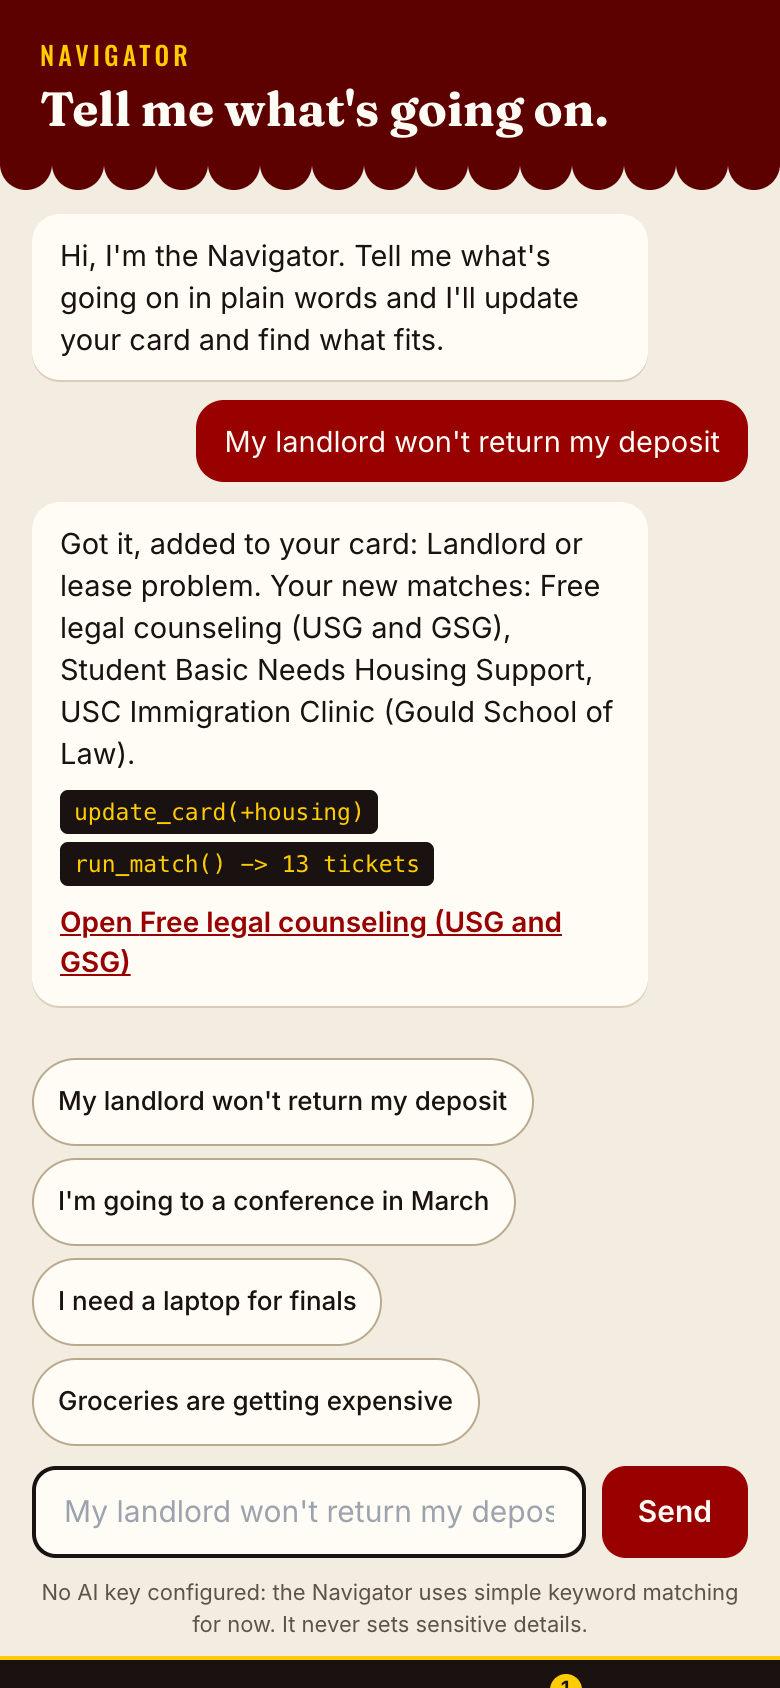 NAVIGATOR
Tell me what's going on.
Hi, I'm the Navigator. Tell me what's
going on in plain words and I'll update
your card and find what fits.
My landlord won't return my deposit
Got it, added to your card: Landlord or
lease problem. Your new matches: Free
legal counseling (USG and GSG),
Student Basic Needs Housing Support,
USC Immigration Clinic (Gould School of
Law).
update_card(+housing)
run_match() —> 13 tickets
Open Free legal counseling (USG and
GSG)
My landlord won't return my deposit
I'm going to a conference in March
I need a laptop for finals
Groceries are getting expensive
My landlord won't return my depos
Send
No AI key configured: the Navigator uses simple keyword matching
for now. It never sets sensitive details.
1